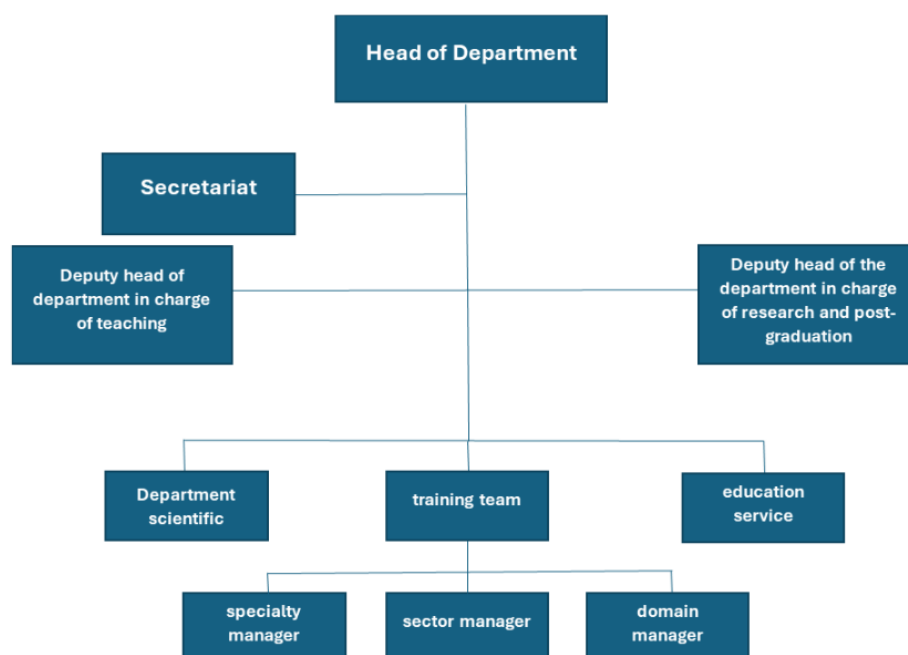 Head of Department
Secretariat
Deputy head of
department in charge
of teaching
Deputy head of the
department in charge
of research and post-
graduation
Department
scientific
training team
education
service
specialty
manager
sector manager
domain
manager